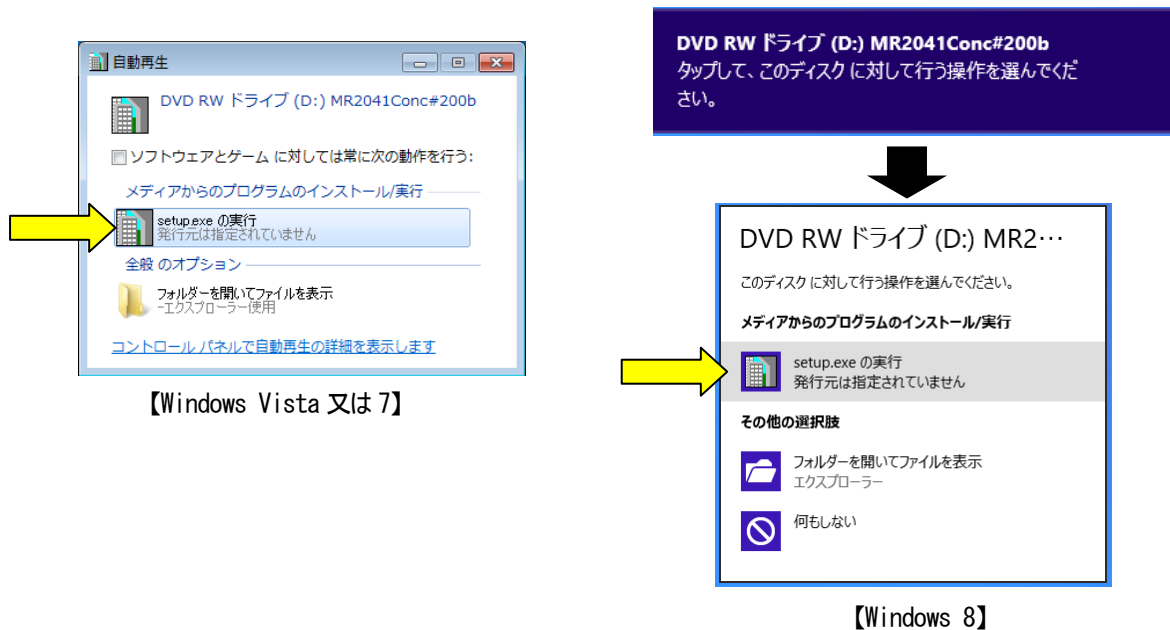 自動再生
DVD RW ドライブ (D:) MR2041Conc#200b
ソフトウェアとゲーム に対しては常に次の動作を行う:
メディアからのプログラムのインストール/実行
setup.exe の実行
発行元は指定されていません
全般 のオプション
フォルダーを開いてファイルを表示
-エクスプローラー使用
コントロール パネルで自動再生の詳細を表示します
【Windows Vista 又は 7】
DVD RW ドライブ (D:) MR2041Conc#200b
タップして、このディスク に対して行う操作を選んでくだ
さい。
DVD RW ドライブ (D:) MR2…
このディスク に対して行う操作を選んでください。
メディアからのプログラムのインストール/実行
setup.exe の実行
発行元は指定されていません
その他の選択肢
フォルダーを開いてファイルを表示
エクスプローラー
何もしない
【Windows 8】